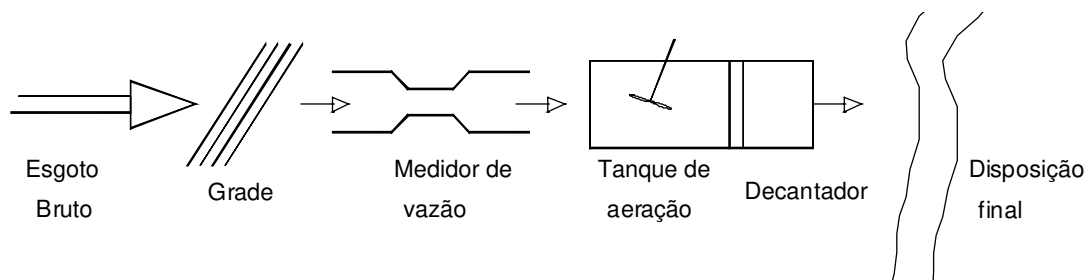 Esgoto
Bruto
Grade
Medidor de
vazão
Tanque de
aeração
Decantador
Disposição
final